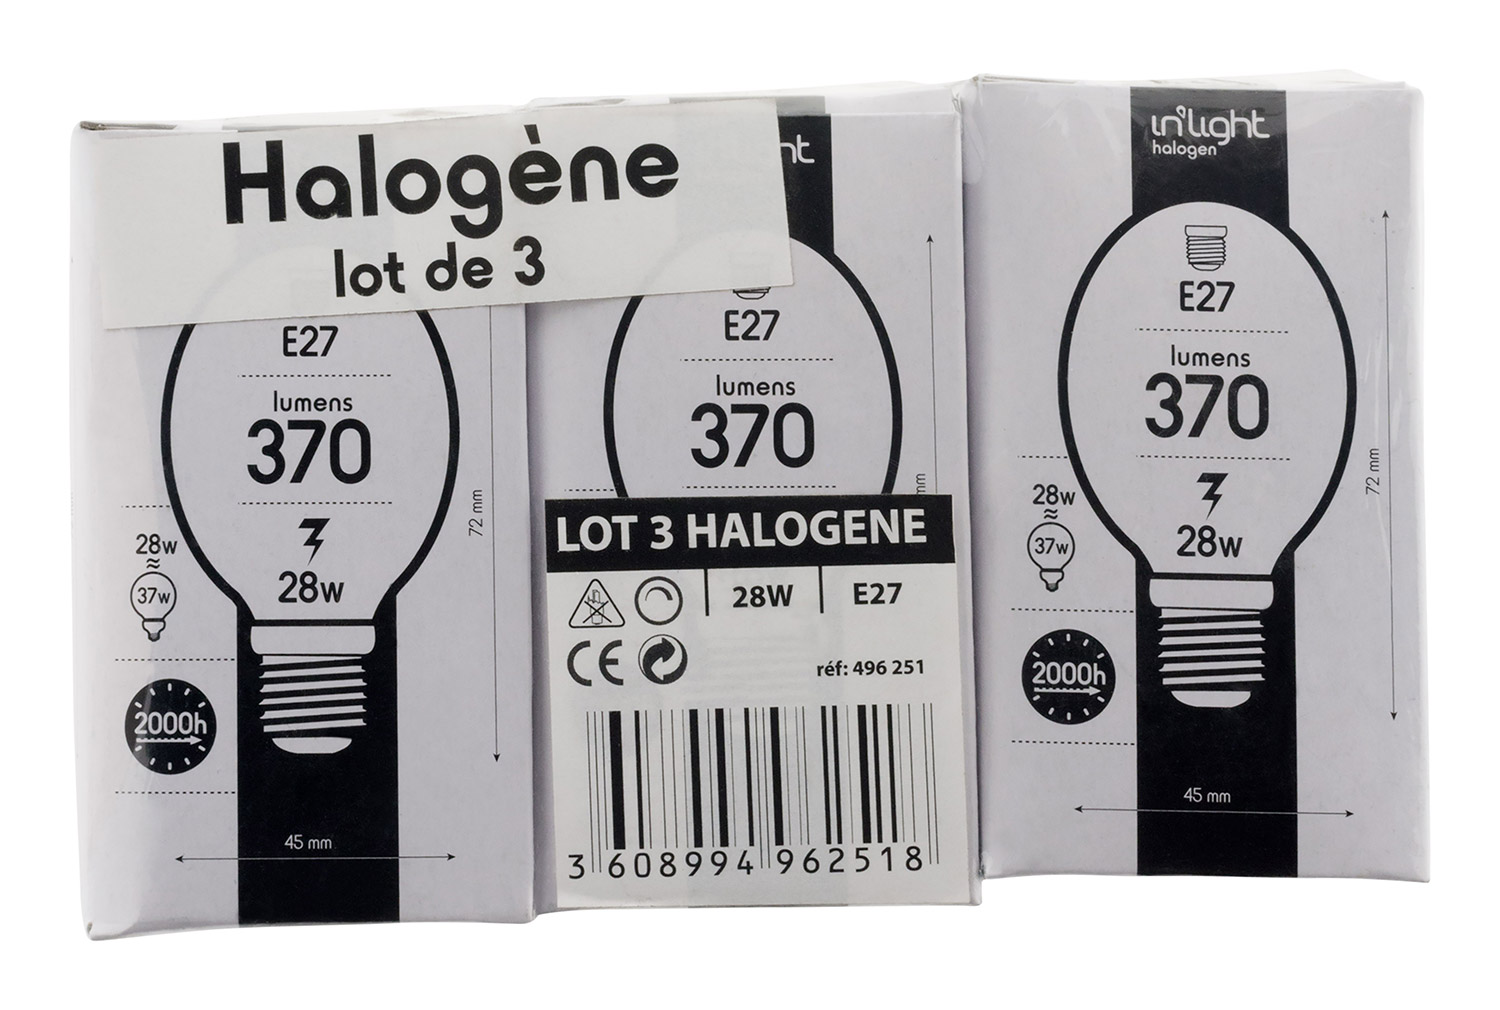 Halogène
lot de 3
E27
lumens
370
28w
28w
≈
37w
2000h
72 mm
45 mm
ht
E27
lumens
370
mm
LOT 3 HALOGENE
28W
E27
CE
réf: 496 251
3 608994 962518
in'light
halogen
E27
lumens
370
28w
28w
≈
37w
2000h
72 mm
45 mm